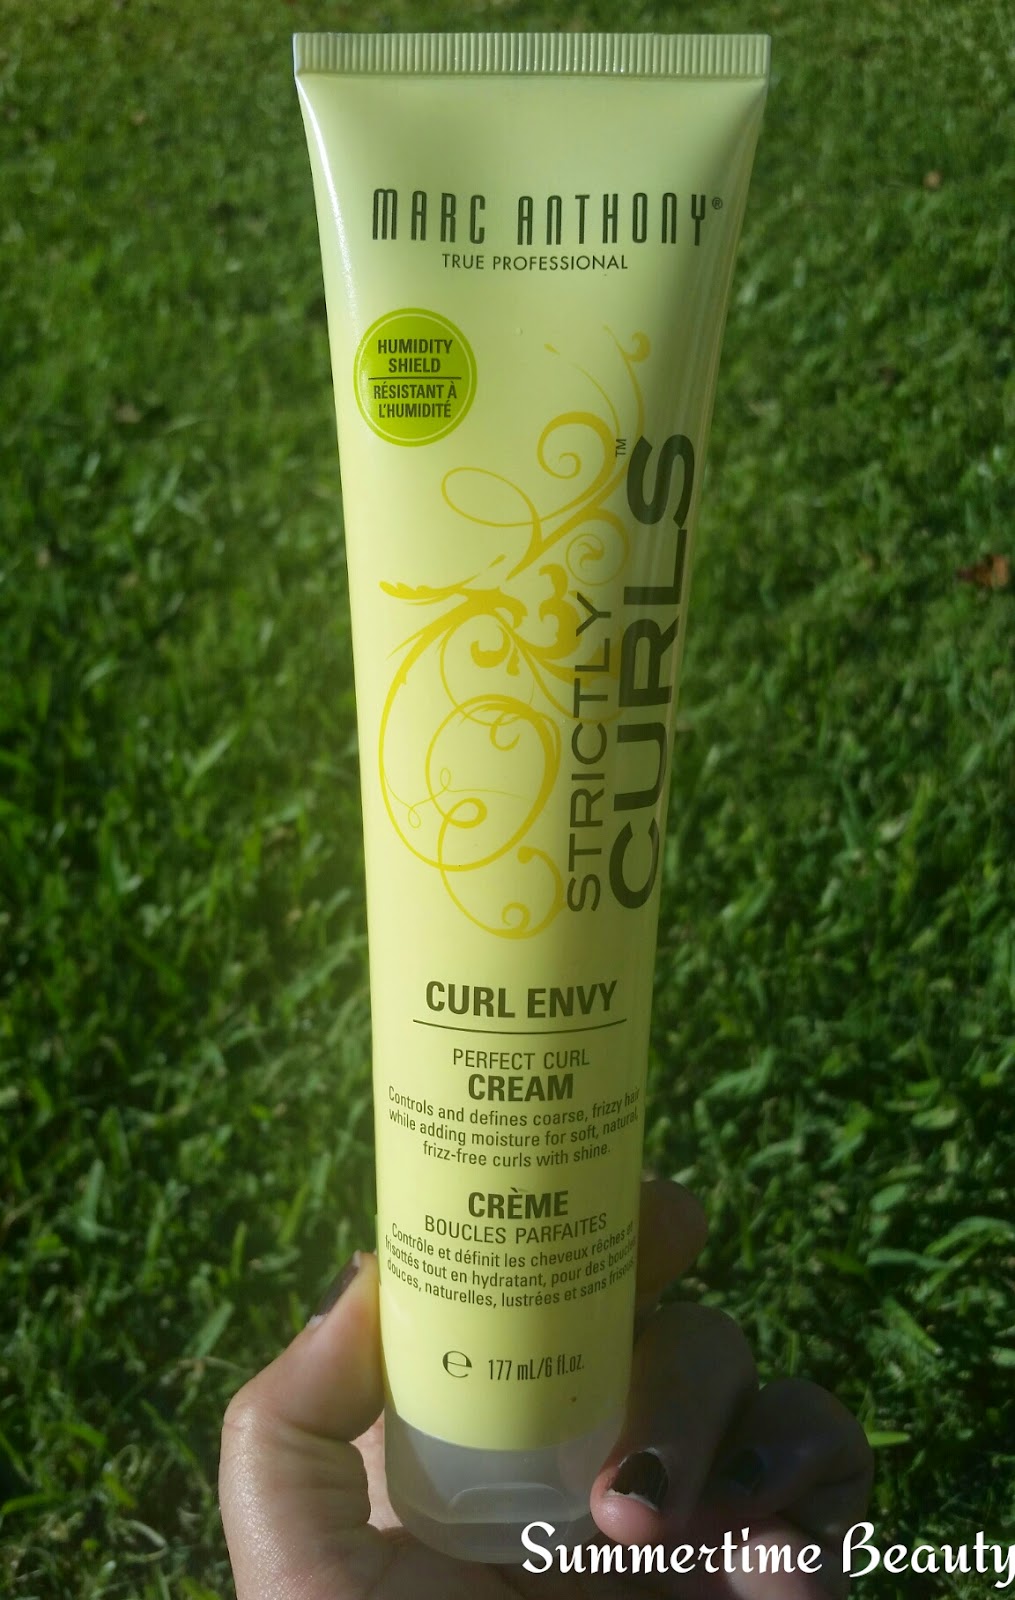 MARC ANTHONY®
TRUE PROFESSIONAL
HUMIDITY
SHIELD
RÉSISTANT À
L'HUMIDITÉ
STRICTLY
CURLS™
CURL ENVY
PERFECT CURL
CREAM
Controls and defines coarse, frizzy hair
while adding moisture for soft, natural,
frizz-free curls with shine.
CRÈME
BOUCLES PARFAITES
Contrôle et définit les cheveux rêches et
frisottés tout en hydratant, pour des
douces, naturelles, lustrées et sans
℮ 177 mL/6 fl.oz.
Summertime Beauty